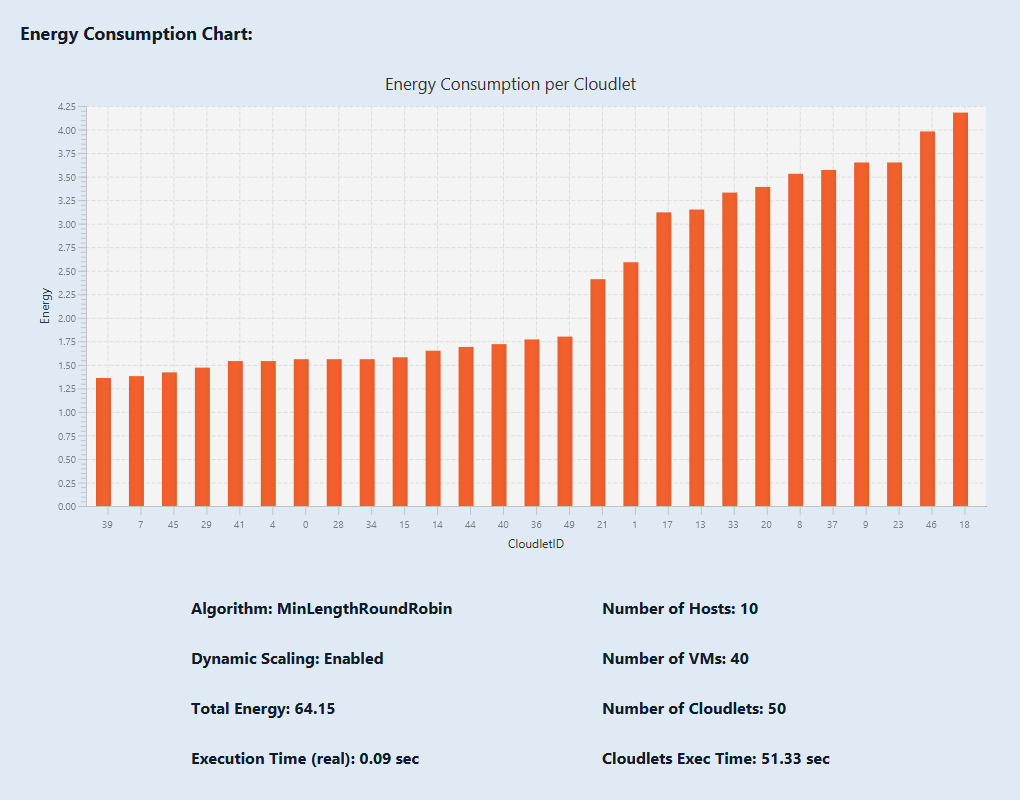 Energy Consumption Chart:
Energy Consumption per Cloudlet
4.25
4.00
3.75
3.50
3.25
3.00
2.75
2.50
2.25
2.00
1.75
1.50
1.25
1.00
0.75
0.50
0.25
0.00
Energy
39 7 45 29 41 4 0 28 34 15 14 44 40 36 49 21 1 17 13 33 20 8 37 9 23 46 18
CloudletID
Algorithm: MinLengthRoundRobin
Number of Hosts: 10
Dynamic Scaling: Enabled
Number of VMs: 40
Total Energy: 64.15
Number of Cloudlets: 50
Execution Time (real): 0.09 sec
Cloudlets Exec Time: 51.33 sec